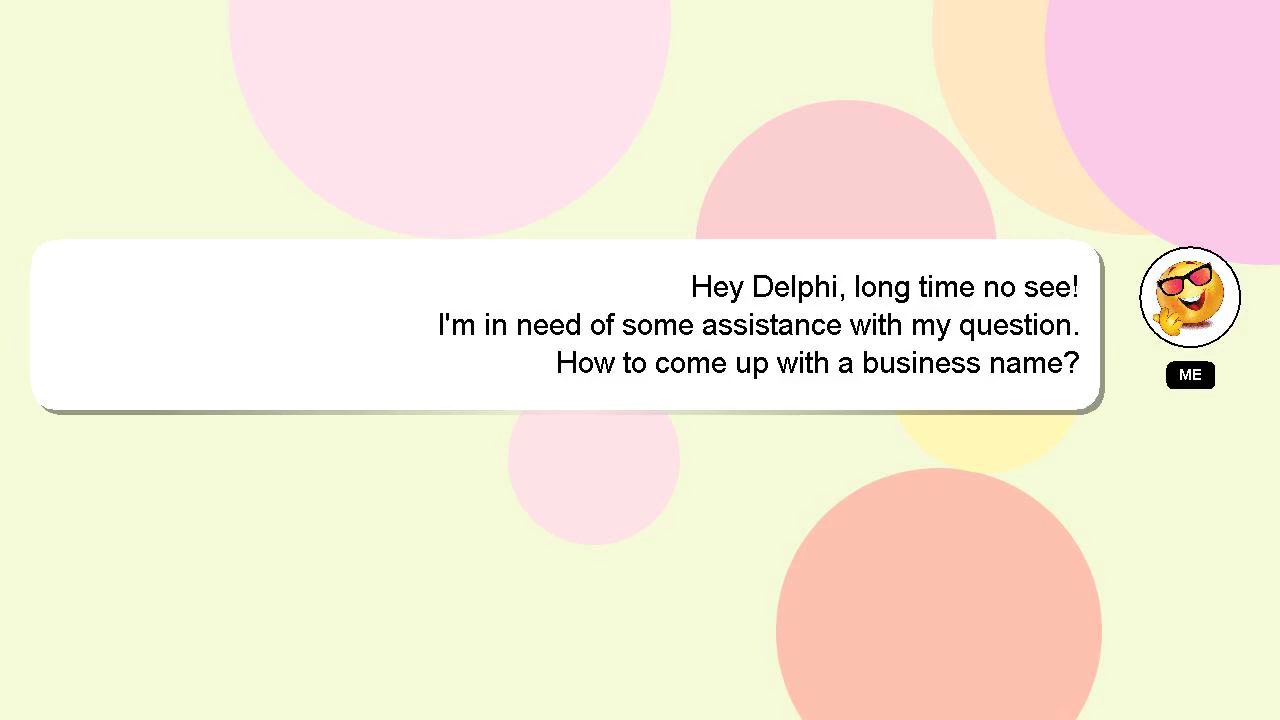 Hey Delphi, long time no see!
I'm in need of some assistance with my question.
How to come up with a business name?
ME